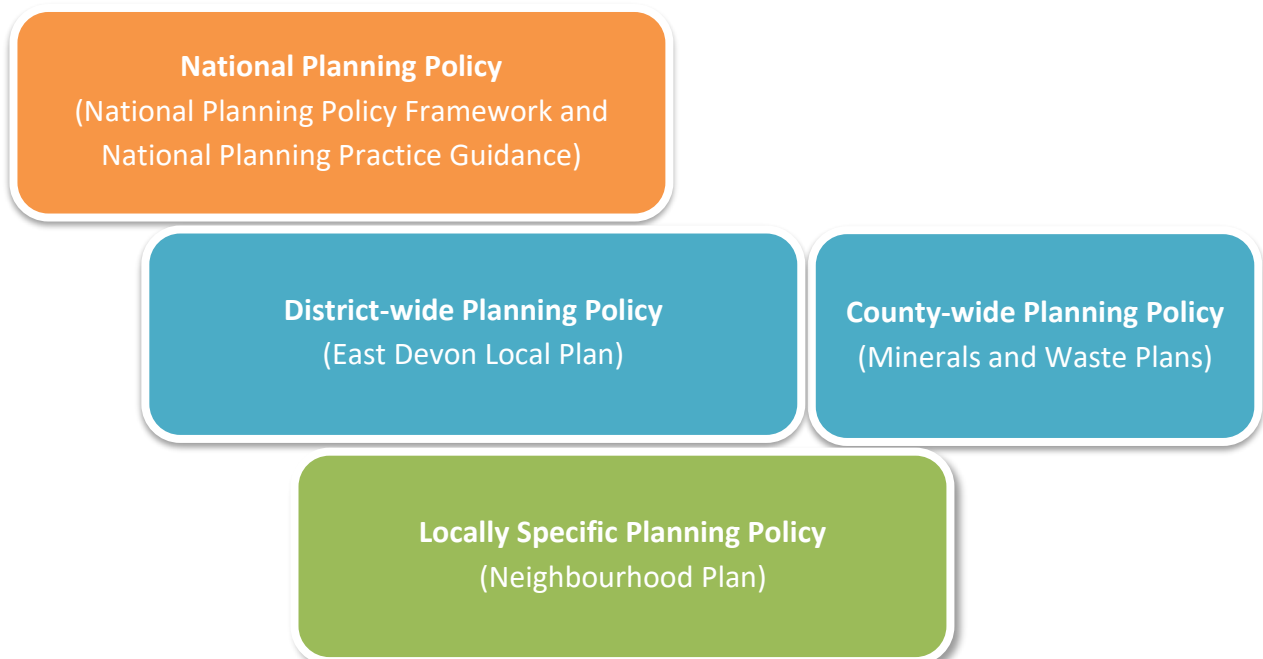 National Planning Policy
(National Planning Policy Framework and
National Planning Practice Guidance)
District-wide Planning Policy
(East Devon Local Plan)
County-wide Planning Policy
(Minerals and Waste Plans)
Locally Specific Planning Policy
(Neighbourhood Plan)